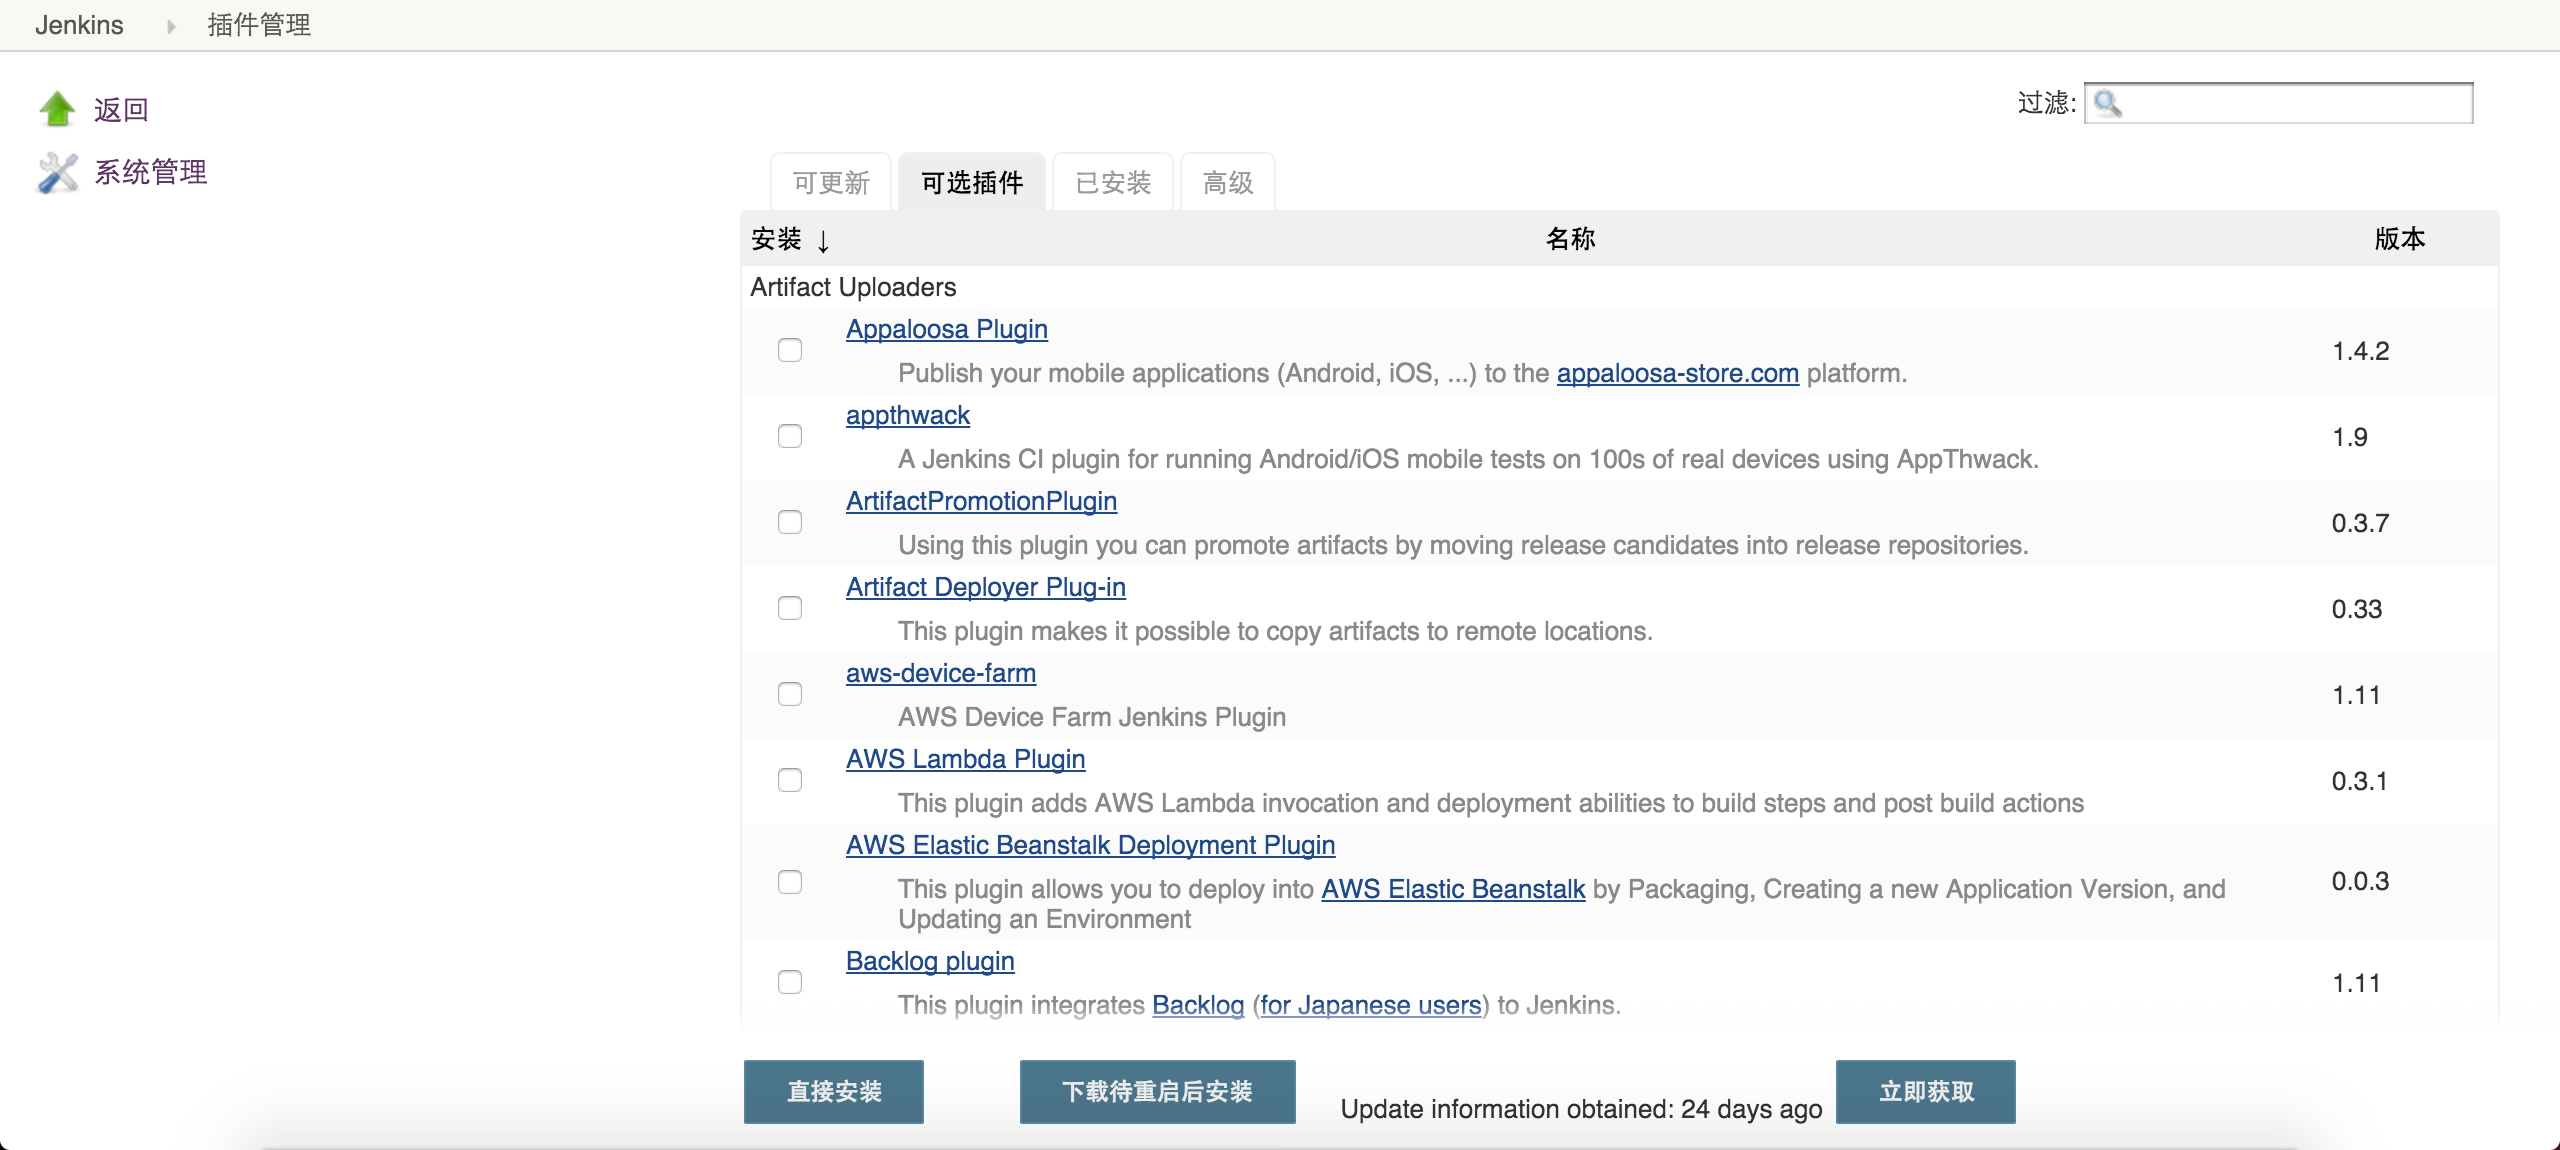 Jenkins 插件管理
返回
系统管理
过滤:
可更新 可选插件 已安装 高级
安装 ↓ 名称 版本
Artifact Uploaders
Appaloosa Plugin
Publish your mobile applications (Android, iOS, ...) to the appaloosa-store.com platform.
1.4.2
appthwack
A Jenkins CI plugin for running Android/iOS mobile tests on 100s of real devices using AppThwack.
1.9
ArtifactPromotionPlugin
Using this plugin you can promote artifacts by moving release candidates into release repositories.
0.3.7
Artifact Deployer Plug-in
This plugin makes it possible to copy artifacts to remote locations.
0.33
aws-device-farm
AWS Device Farm Jenkins Plugin
1.11
AWS Lambda Plugin
This plugin adds AWS Lambda invocation and deployment abilities to build steps and post build actions
0.3.1
AWS Elastic Beanstalk Deployment Plugin
This plugin allows you to deploy into AWS Elastic Beanstalk by Packaging, Creating a new Application Version, and
Updating an Environment
0.0.3
Backlog plugin
This plugin integrates Backlog (for Japanese users) to Jenkins.
1.11
直接安装 下载待重启后安装 Update information obtained: 24 days ago 立即获取